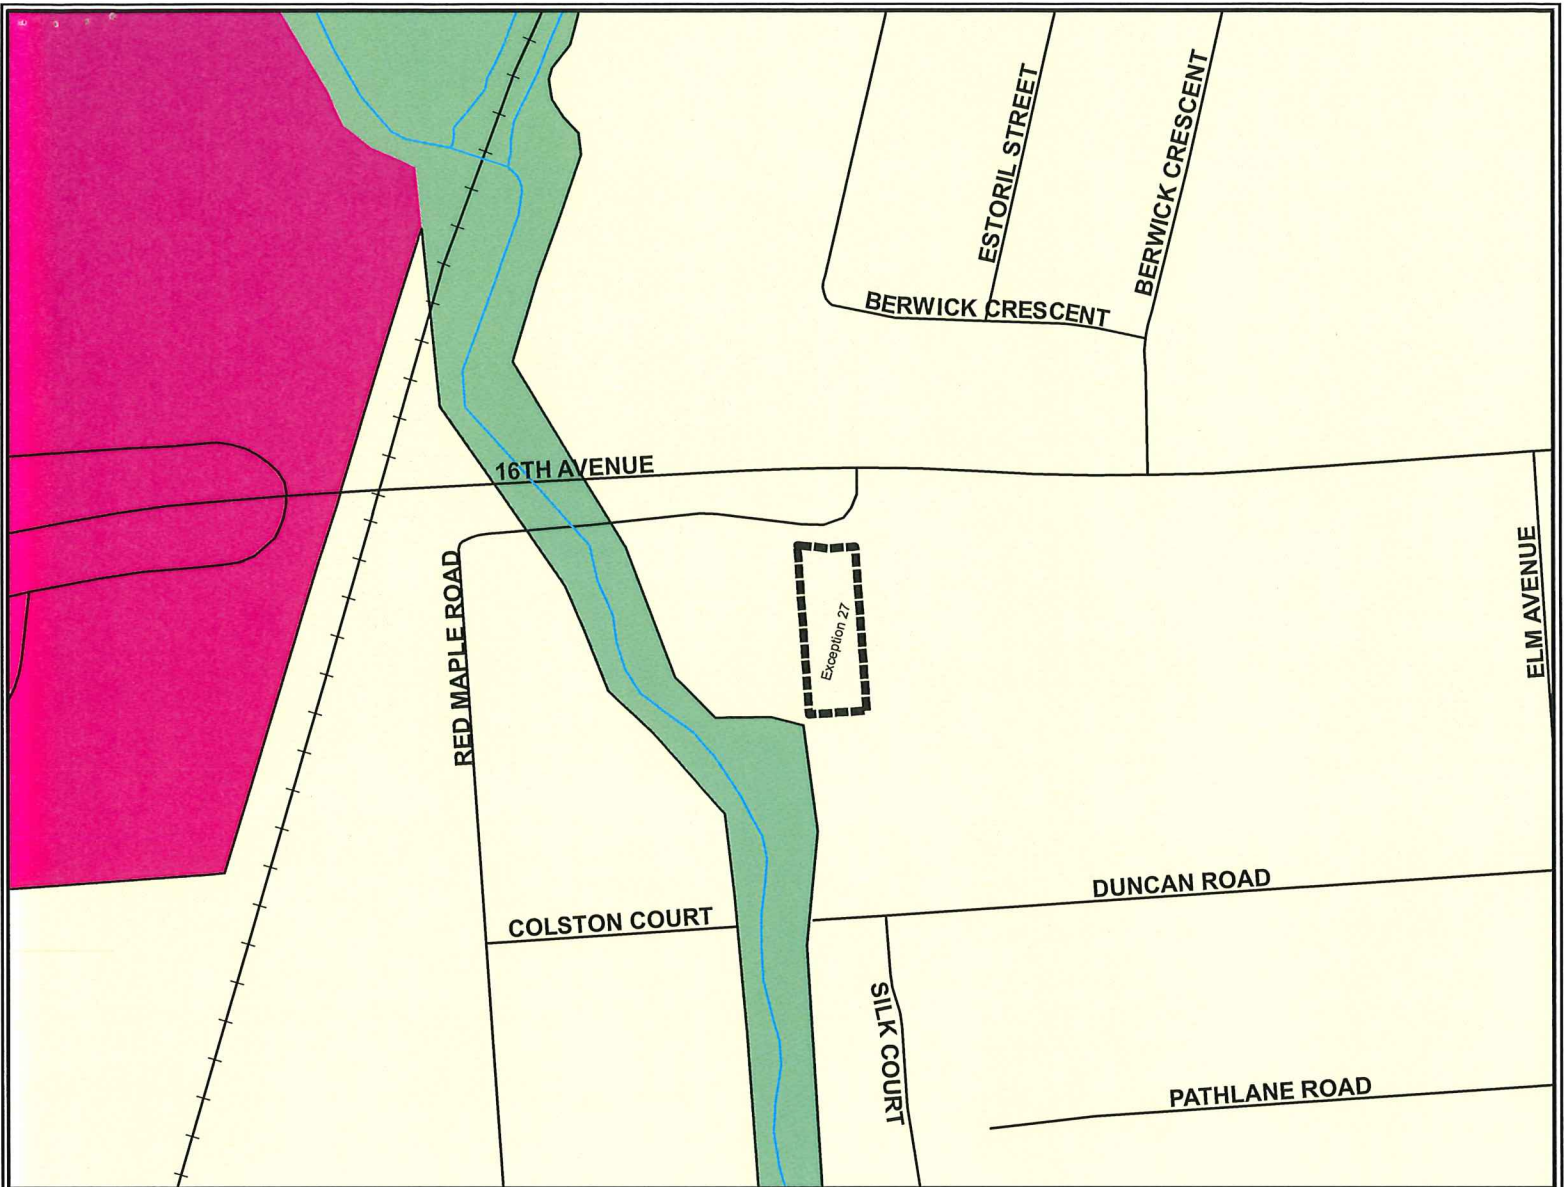 ESTORIL STREET
BERWICK CRESCENT
BERWICK CRESCENT
16TH AVENUE
RED MAPLE ROAD
Exception 27
ELM AVENUE
DUNCAN ROAD
COLSTON COURT
SILK COURT
PATHLANE ROAD